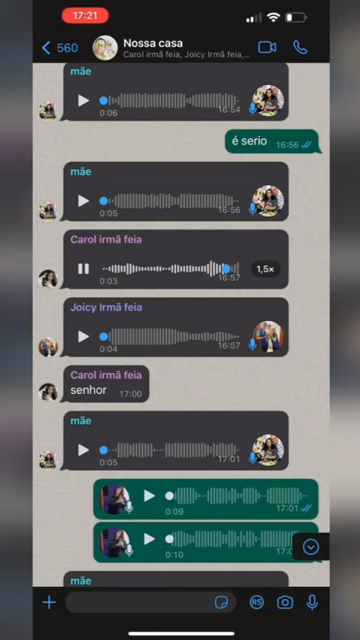 17:21
560
Nossa casa
Carol irmã feia, Joicy Irmã feia,...
mãe
0:06
16:54
é serio 16:56
mãe
0:05
16:56
Carol irmã feia
1,5×
0:03
16:57
Joicy Irmã feia
0:04
16:57
Carol irmã feia
senhor 17:00
mãe
0:05
17:01
0:09
17:01
0:10
mãe
R$